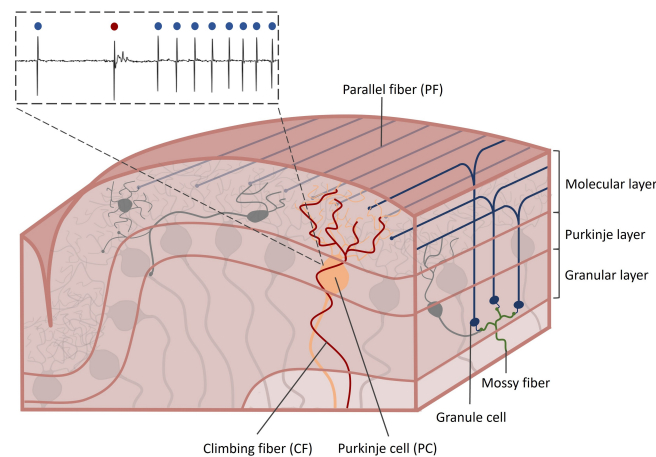 Parallel fiber (PF)
Molecular layer
Purkinje layer
Granular layer
Mossy fiber
Granule cell
Climbing fiber (CF)
Purkinje cell (PC)